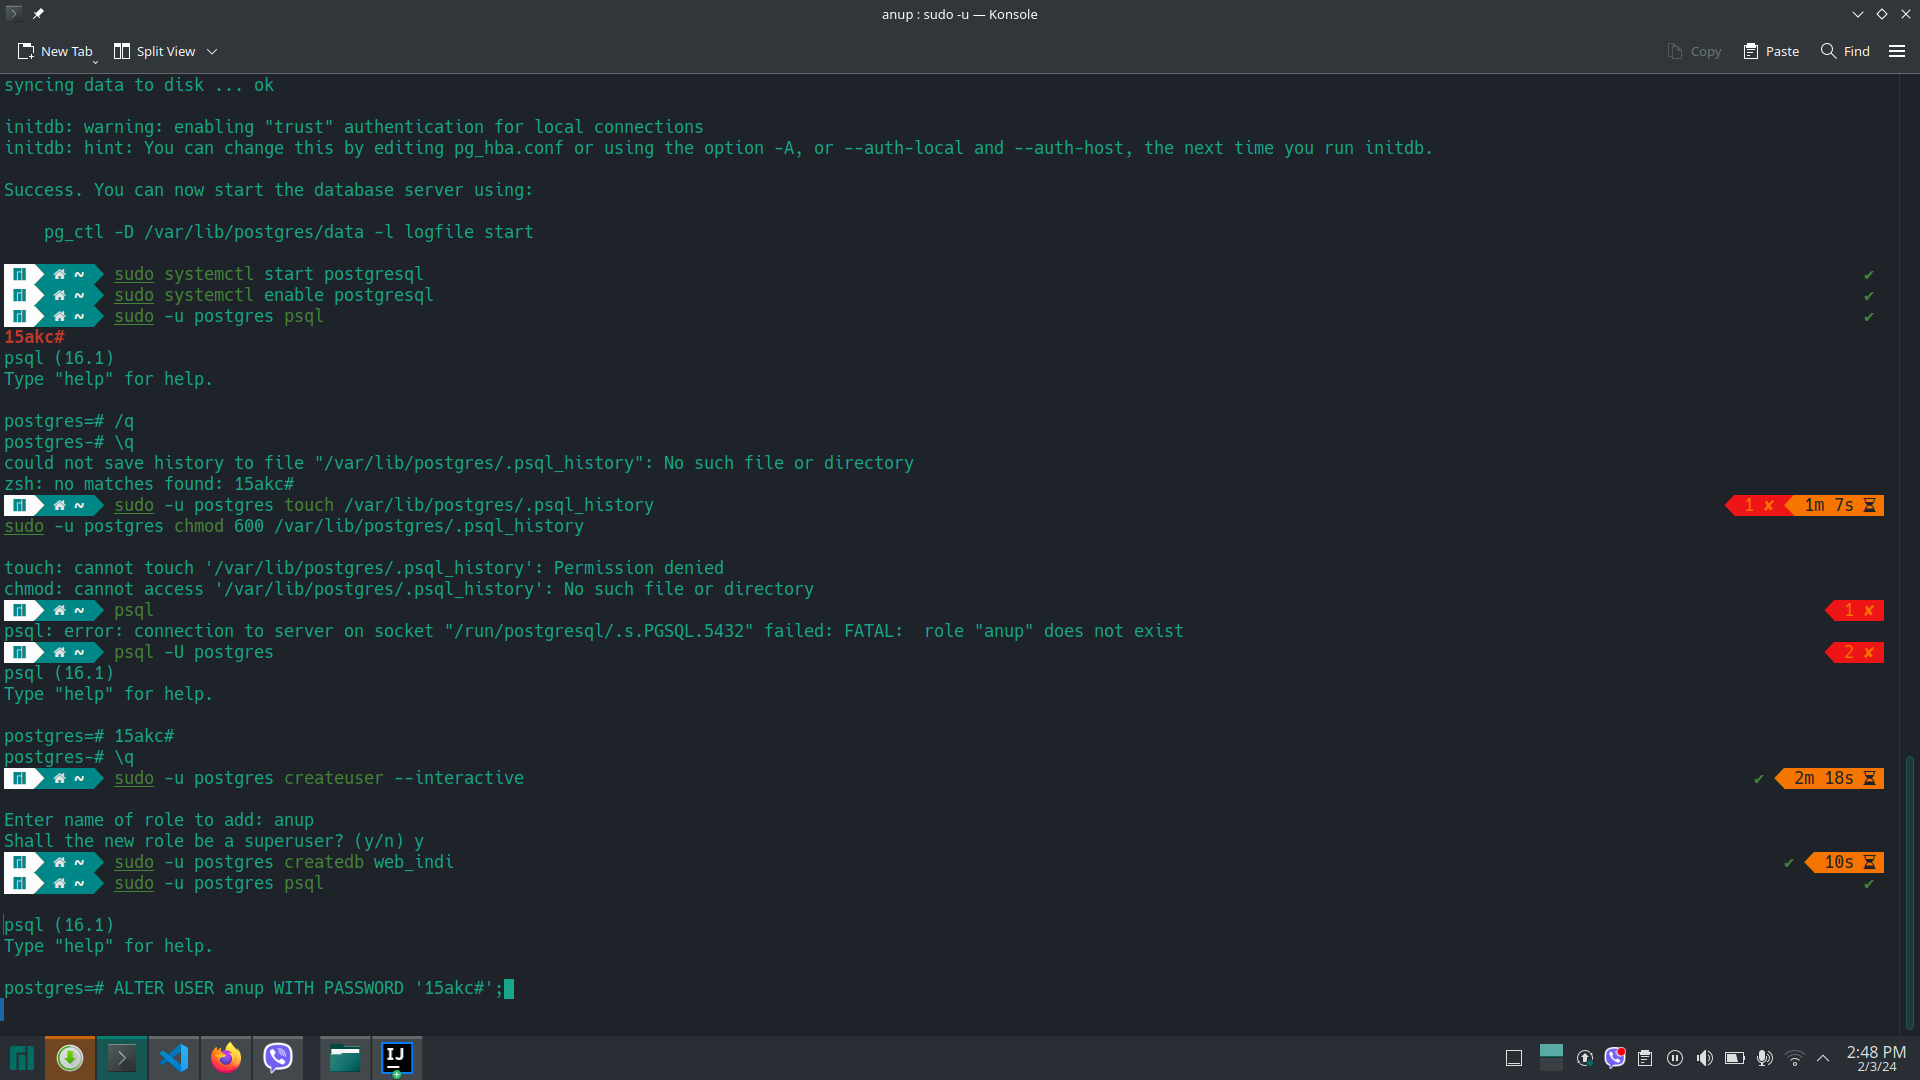 anup : sudo -u — Konsole
New Tab
Split View
Copy
Paste
Find
syncing data to disk ... ok
initdb: warning: enabling "trust" authentication for local connections
initdb: hint: You can change this by editing pg_hba.conf or using the option -A, or --auth-local and --auth-host, the next time you run initdb.
Success. You can now start the database server using:
pg_ctl -D /var/lib/postgres/data -l logfile start
~ sudo systemctl start postgresql ✔
~ sudo systemctl enable postgresql ✔
~ sudo -u postgres psql ✔
15akc#
psql (16.1)
Type "help" for help.
postgres=# /q
postgres-# \q
could not save history to file "/var/lib/postgres/.psql_history": No such file or directory
zsh: no matches found: 15akc#
~ sudo -u postgres touch /var/lib/postgres/.psql_history 1 ✘ 1m 7s
sudo -u postgres chmod 600 /var/lib/postgres/.psql_history
touch: cannot touch '/var/lib/postgres/.psql_history': Permission denied
chmod: cannot access '/var/lib/postgres/.psql_history': No such file or directory
~ psql 1 ✘
psql: error: connection to server on socket "/run/postgresql/.s.PGSQL.5432" failed: FATAL:  role "anup" does not exist
~ psql -U postgres 2 ✘
psql (16.1)
Type "help" for help.
postgres=# 15akc#
postgres-# \q
~ sudo -u postgres createuser --interactive ✔ 2m 18s
Enter name of role to add: anup
Shall the new role be a superuser? (y/n) y
~ sudo -u postgres createdb web_indi ✔ 10s
~ sudo -u postgres psql ✔
psql (16.1)
Type "help" for help.
postgres=# ALTER USER anup WITH PASSWORD '15akc#';
IJ
2:48 PM
2/3/24